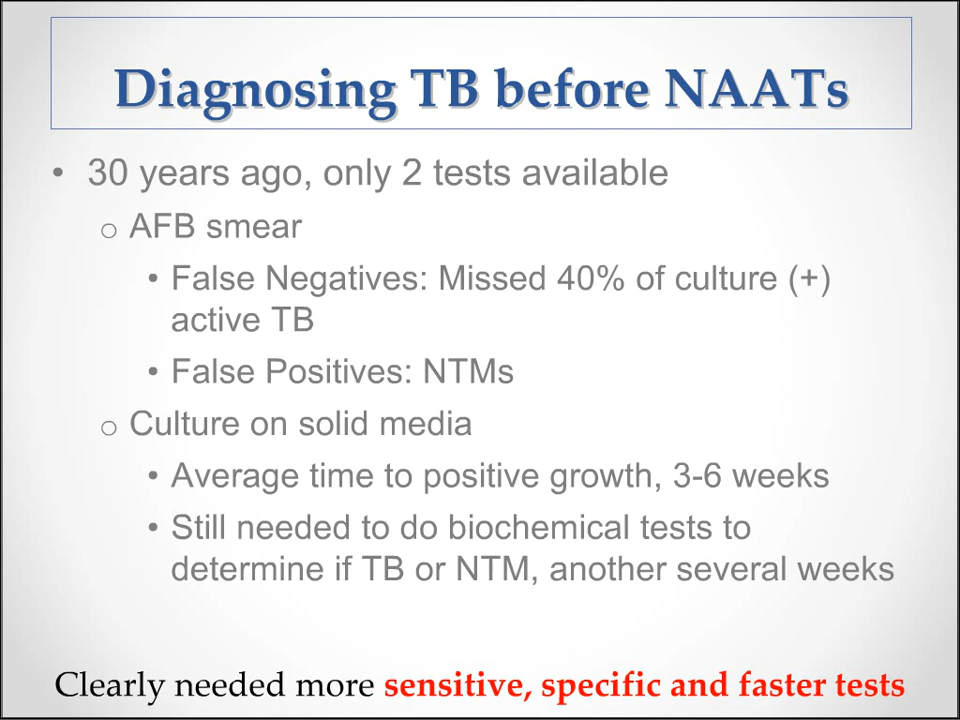 Diagnosing TB before NAATs
• 30 years ago, only 2 tests available
o AFB smear
• False Negatives: Missed 40% of culture (+)
active TB
• False Positives: NTMs
o Culture on solid media
• Average time to positive growth, 3-6 weeks
• Still needed to do biochemical tests to
determine if TB or NTM, another several weeks
Clearly needed more sensitive, specific and faster tests